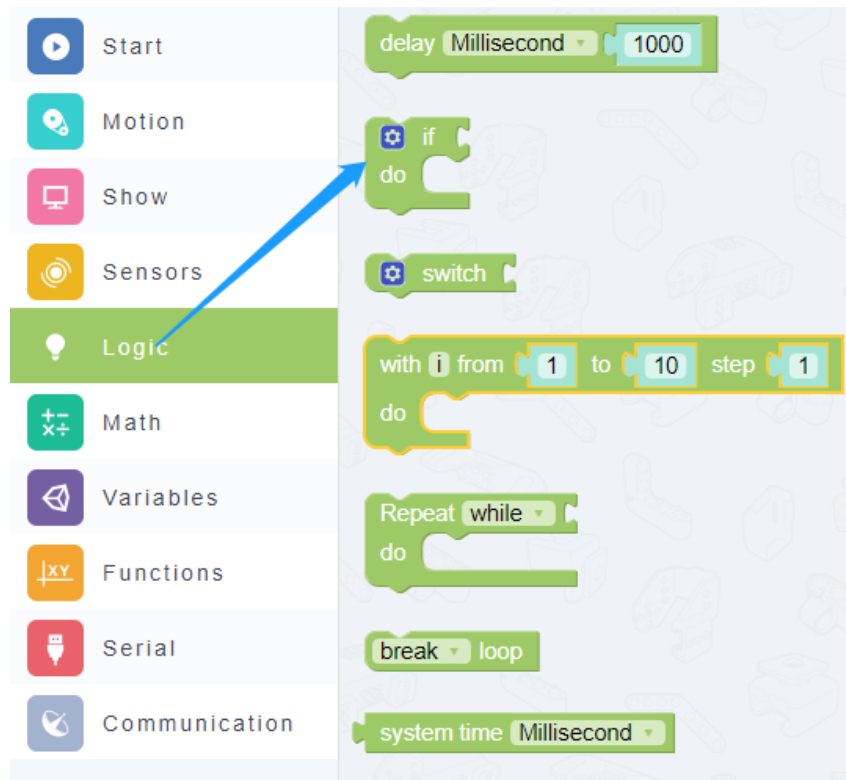 Start
Motion
Show
Sensors
Logic
Math
Variables
Functions
Serial
Communication
delay Millisecond 1000
if
do
switch
with i from 1 to 10 step 1
do
Repeat while
do
break loop
system time Millisecond